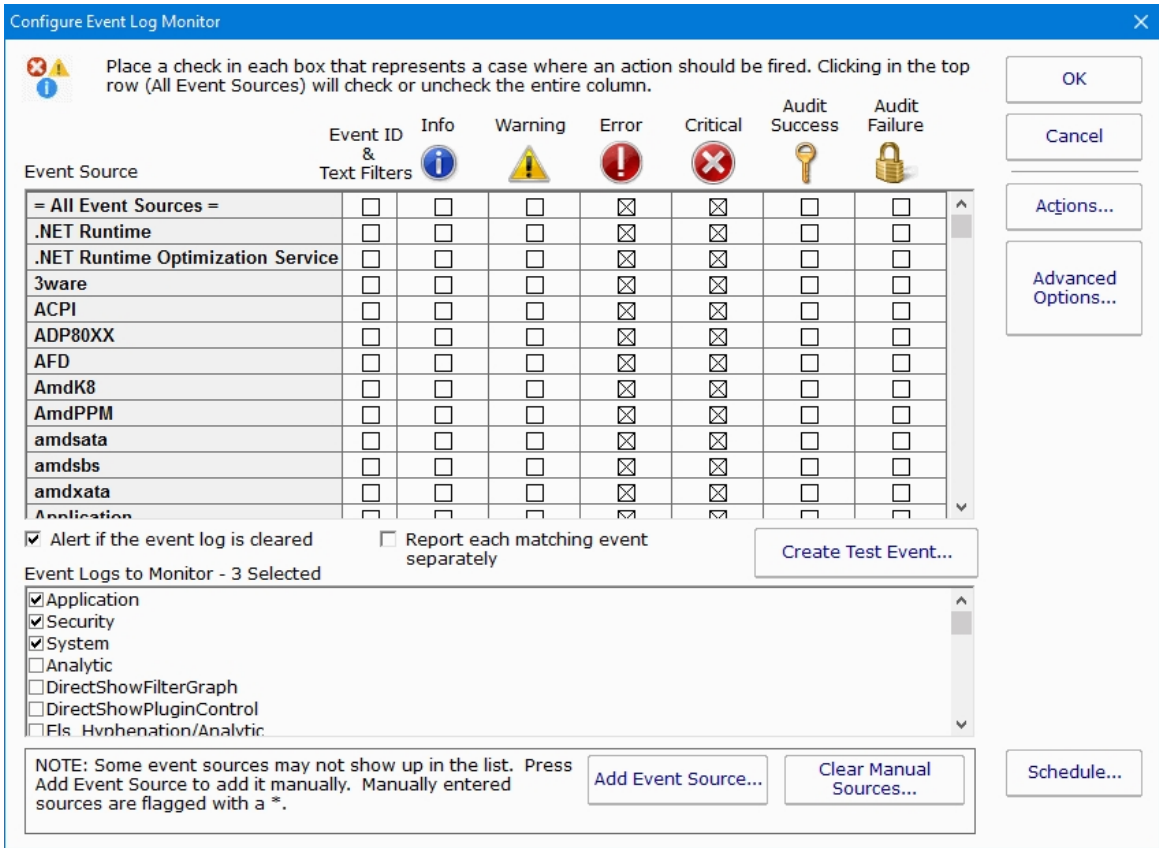 Configure Event Log Monitor
Place a check in each box that represents a case where an action should be fired. Clicking in the top
row (All Event Sources) will check or uncheck the entire column.
Event Source
Event ID
&
Text Filters
Info
Warning
Error
Critical
Audit
Success
Audit
Failure
= All Event Sources =
.NET Runtime
.NET Runtime Optimization Service
3ware
ACPI
ADP80XX
AFD
AmdK8
AmdPPM
amdsata
amdsbs
amdxata
Application
Alert if the event log is cleared
Report each matching event
separately
Create Test Event...
Event Logs to Monitor - 3 Selected
Application
Security
System
Analytic
DirectShowFilterGraph
DirectShowPluginControl
Els_Hyphenation/Analytic
NOTE: Some event sources may not show up in the list. Press
Add Event Source to add it manually. Manually entered
sources are flagged with a *.
Add Event Source...
Clear Manual
Sources...
OK
Cancel
Actions...
Advanced
Options...
Schedule...